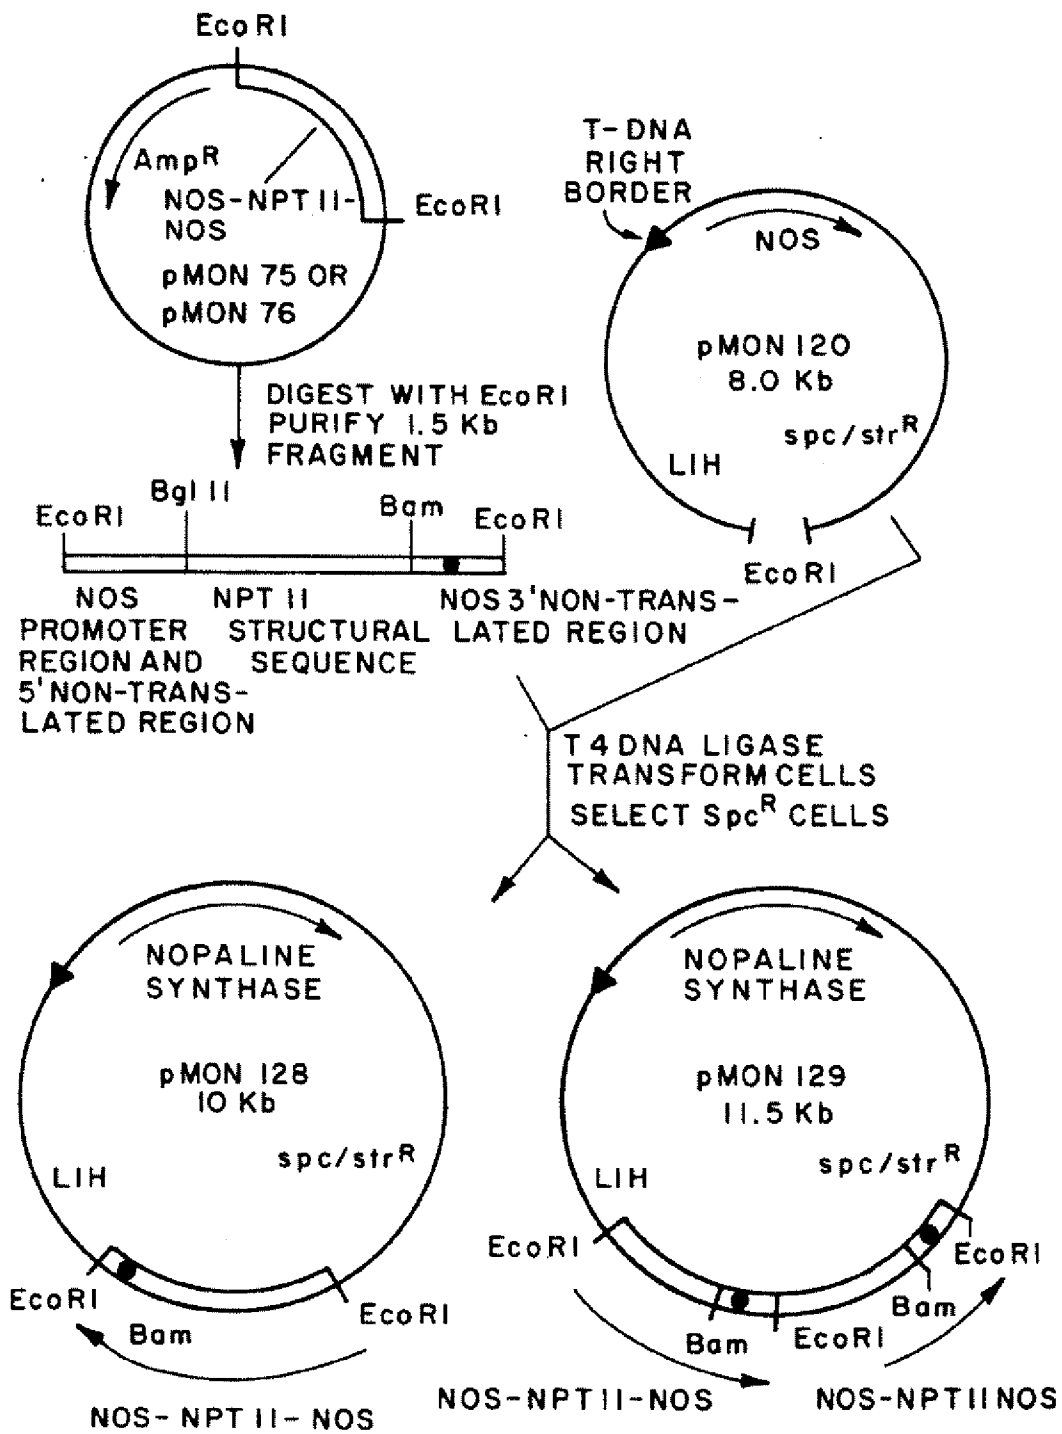 EcoRI
AmpR
NOS-NPT II-
NOS
EcoRI
pMON 75 OR
pMON 76
T-DNA
RIGHT
BORDER
NOS
pMON 120
8.0 Kb
spc/strR
LIH
EcoRI
DIGEST WITH EcoRI
PURIFY 1.5 Kb
FRAGMENT
EcoRI
Bgl II
Bam
EcoRI
NOS
PROMOTER
REGION AND
5'NON-TRANS-
LATED REGION
NPT II
STRUCTURAL
SEQUENCE
NOS 3'NON-TRANS-
LATED REGION
T4 DNA LIGASE
TRANSFORM CELLS
SELECT SpcR CELLS
NOPALINE
SYNTHASE
pMON 128
10 Kb
spc/strR
LIH
EcoRI
Bam
EcoRI
NOS-NPT II-NOS
NOPALINE
SYNTHASE
pMON 129
11.5 Kb
spc/strR
LIH
EcoRI
Bam
EcoRI
Bam
EcoRI
NOS-NPT II-NOS
NOS-NPT II NOS